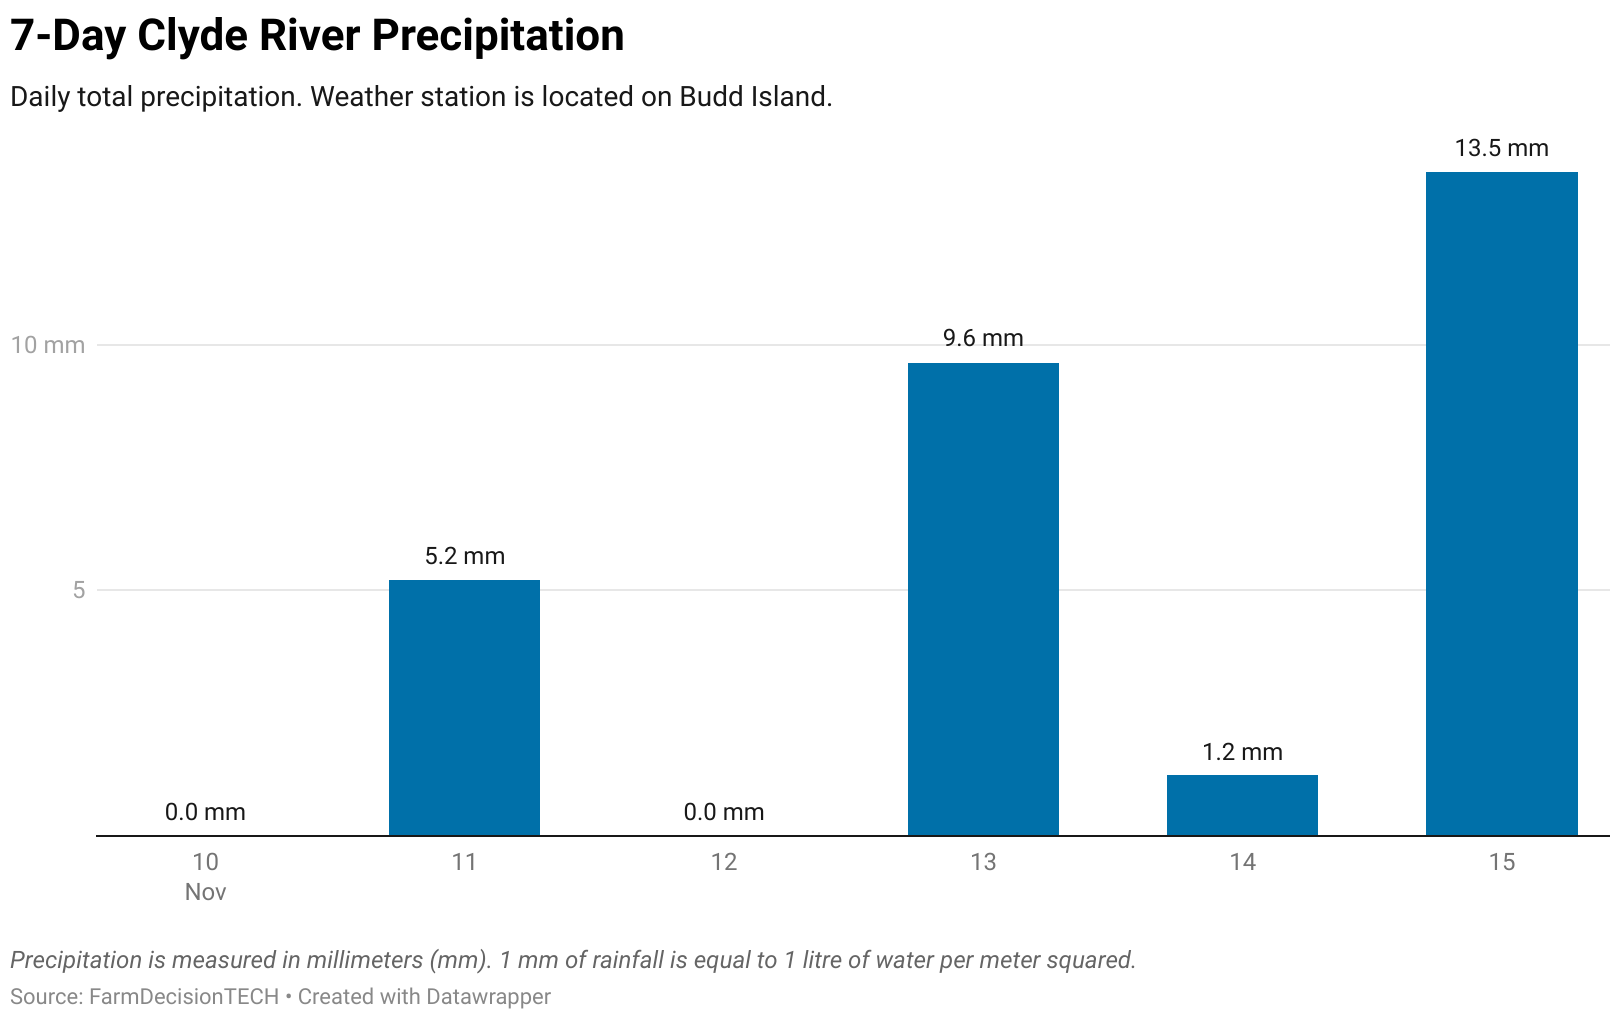 7-Day Clyde River Precipitation
Daily total precipitation. Weather station is located on Budd Island.
13.5 mm
10 mm
9.6 mm
5.2 mm
5
1.2 mm
0.0 mm
0.0 mm
10
11
12
13
14
15
Nov
Precipitation is measured in millimeters (mm). 1 mm of rainfall is equal to 1 litre of water per meter squared.
Source: FarmDecisionTECH • Created with Datawrapper